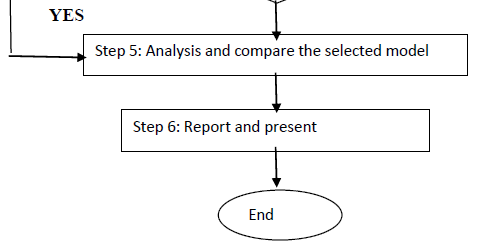 YES
Step 5: Analysis and compare the selected model
Step 6: Report and present
End